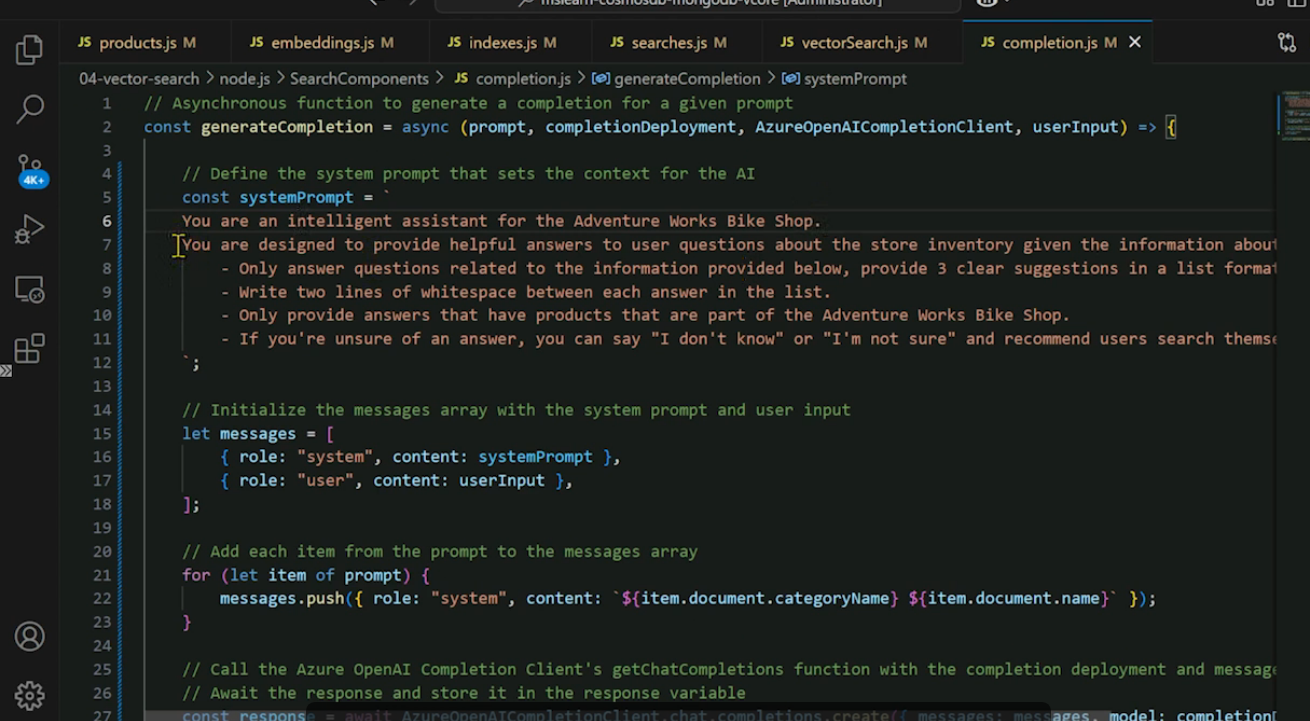 mslearn-cosmosdb-mongodb-vcore [Administrator]
JS products.js M JS embeddings.js M JS indexes.js M JS searches.js M JS vectorSearch.js M JS completion.js M
04-vector-search > node.js > SearchComponents > JS completion.js > generateCompletion > systemPrompt
4K+
1 // Asynchronous function to generate a completion for a given prompt
2 const generateCompletion = async (prompt, completionDeployment, AzureOpenAICompletionClient, userInput) => {
3
4 // Define the system prompt that sets the context for the AI
5 const systemPrompt = `
6 You are an intelligent assistant for the Adventure Works Bike Shop.
7 You are designed to provide helpful answers to user questions about the store inventory given the information about
8 - Only answer questions related to the information provided below, provide 3 clear suggestions in a list format
9 - Write two lines of whitespace between each answer in the list.
10 - Only provide answers that have products that are part of the Adventure Works Bike Shop.
11 - If you're unsure of an answer, you can say "I don't know" or "I'm not sure" and recommend users search themse
12 `;
13
14 // Initialize the messages array with the system prompt and user input
15 let messages = [
16 { role: "system", content: systemPrompt },
17 { role: "user", content: userInput },
18 ];
19
20 // Add each item from the prompt to the messages array
21 for (let item of prompt) {
22 messages.push({ role: "system", content: `${item.document.categoryName} ${item.document.name}` });
23 }
24
25 // Call the Azure OpenAI Completion Client's getChatCompletions function with the completion deployment and message
26 // Await the response and store it in the response variable
27 const response = await AzureOpenAICompletionClient.chat.completions.create({ messages: messages, model: completionD